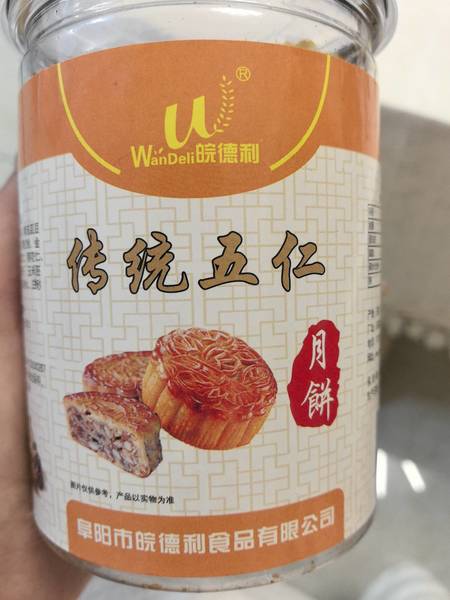 u
®
WanDeli皖德利
传统五仁
月餅
图片仅供参考，产品以实物为准
阜阳市皖德利食品有限公司